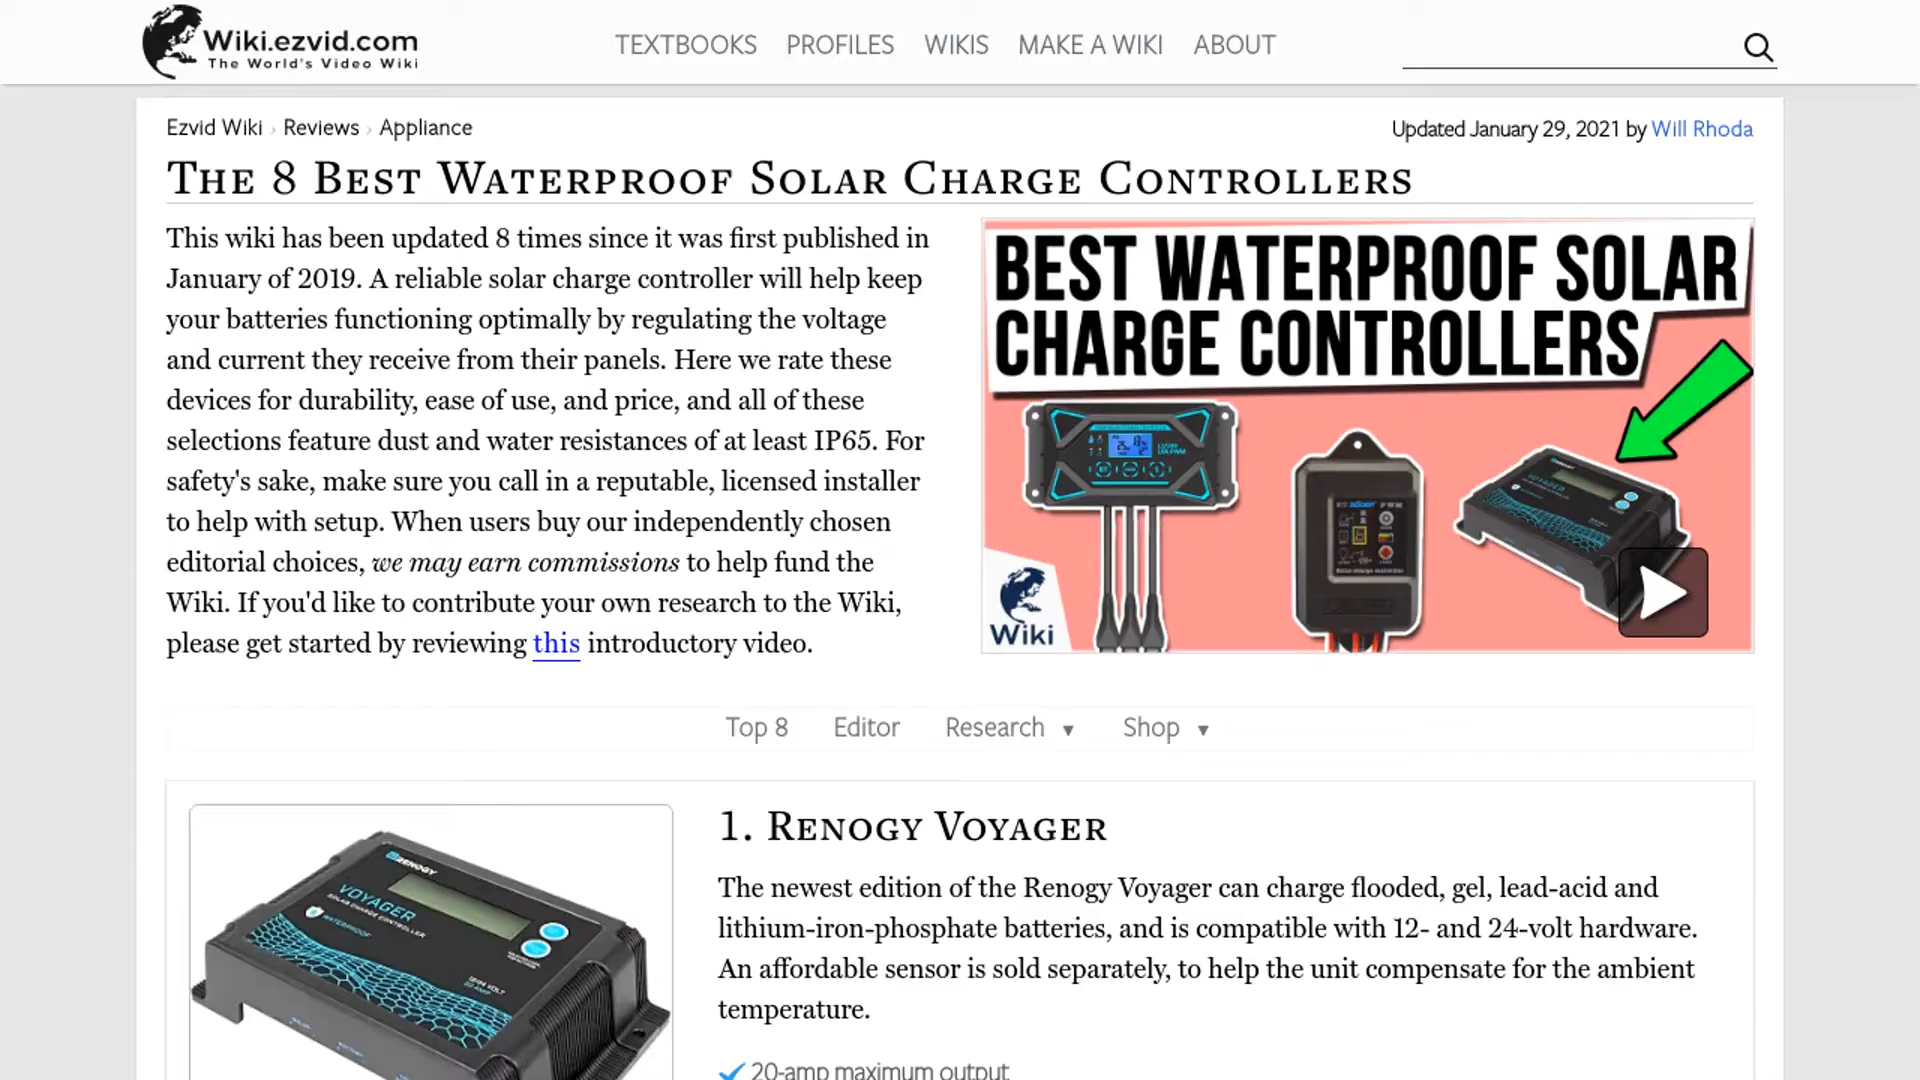 Wiki.ezvid.com
The World's Video Wiki
TEXTBOOKS PROFILES WIKIS MAKE A WIKI ABOUT
Ezvid Wiki › Reviews › Appliance
Updated January 29, 2021 by Will Rhoda
The 8 Best Waterproof Solar Charge Controllers
This wiki has been updated 8 times since it was first published in
January of 2019. A reliable solar charge controller will help keep
your batteries functioning optimally by regulating the voltage
and current they receive from their panels. Here we rate these
devices for durability, ease of use, and price, and all of these
selections feature dust and water resistances of at least IP65. For
safety's sake, make sure you call in a reputable, licensed installer
to help with setup. When users buy our independently chosen
editorial choices, we may earn commissions to help fund the
Wiki. If you'd like to contribute your own research to the Wiki,
please get started by reviewing this introductory video.
BEST WATERPROOF SOLAR
CHARGE CONTROLLERS
VOYAGER
Wiki
Top 8 Editor Research ▾ Shop ▾
RENOGY
VOYAGER
SOLAR CHARGE CONTROLLER
WATERPROOF
12/24 VOLT
20 AMP
1. Renogy Voyager
The newest edition of the Renogy Voyager can charge flooded, gel, lead-acid and
lithium-iron-phosphate batteries, and is compatible with 12- and 24-volt hardware.
An affordable sensor is sold separately, to help the unit compensate for the ambient
temperature.
20-amp maximum output